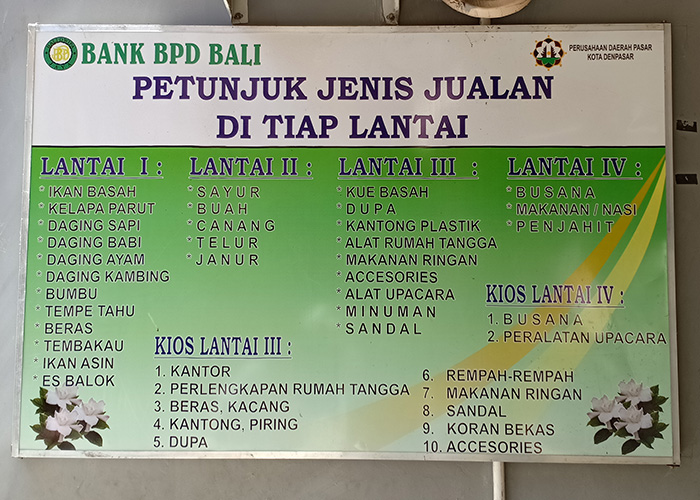 BANK BPD BALI
PERUSAHAAN DAERAH PASAR
KOTA DENPASAR
PETUNJUK JENIS JUALAN
DI TIAP LANTAI
LANTAI I :
* IKAN BASAH
* KELAPA PARUT
* DAGING SAPI
* DAGING BABI
* DAGING AYAM
* DAGING KAMBING
* BUMBU
* TEMPE TAHU
* BERAS
* TEMBAKAU
* IKAN ASIN
* ES BALOK
LANTAI II :
* SAYUR
* BUAH
* CANANG
* TELUR
* JANUR
LANTAI III :
* KUE BASAH
* DUPA
* KANTONG PLASTIK
* ALAT RUMAH TANGGA
* MAKANAN RINGAN
* ACCESORIES
* ALAT UPACARA
* MINUMAN
* SANDAL
LANTAI IV :
* BUSANA
* MAKANAN / NASI
* PENJAHIT
KIOS LANTAI IV :
1. BUSANA
2. PERALATAN UPACARA
KIOS LANTAI III :
1. KANTOR
2. PERLENGKAPAN RUMAH TANGGA
3. BERAS, KACANG
4. KANTONG, PIRING
5. DUPA
6. REMPAH-REMPAH
7. MAKANAN RINGAN
8. SANDAL
9. KORAN BEKAS
10. ACCESORIES